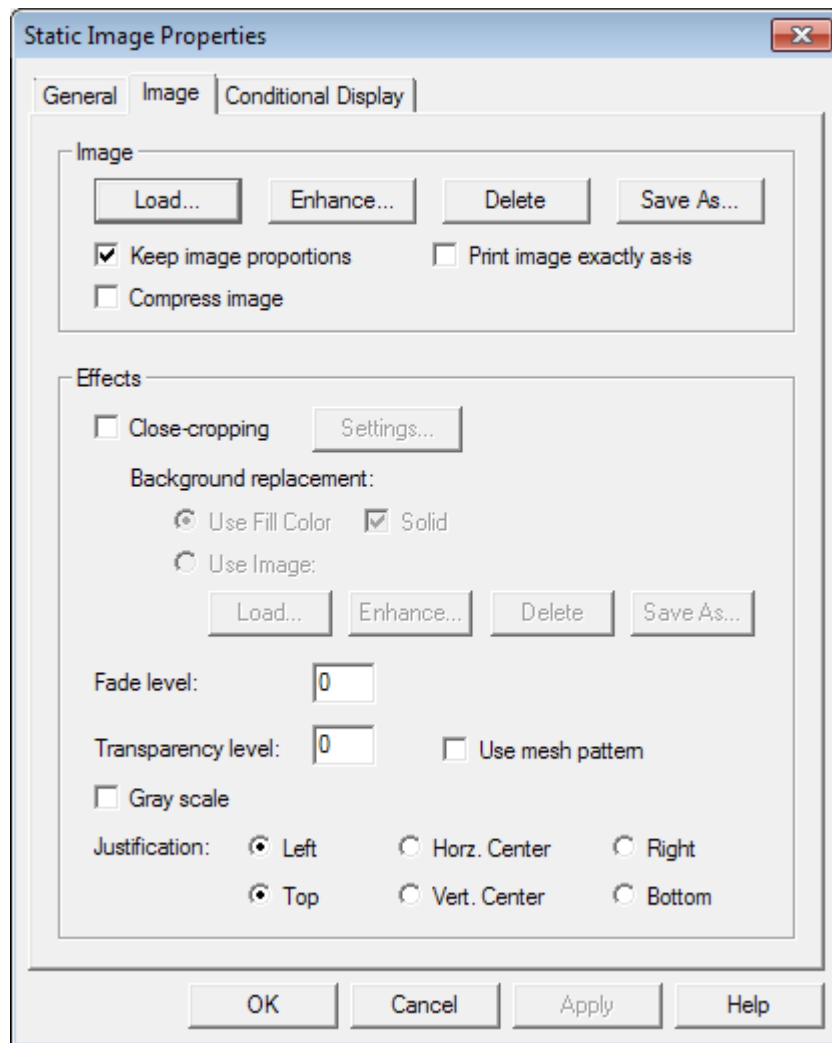 Static Image Properties
General Image Conditional Display
Image
Load... Enhance... Delete Save As...
Keep image proportions Print image exactly as-is
Compress image
Effects
Close-cropping Settings...
Background replacement:
Use Fill Color Solid
Use Image:
Load... Enhance... Delete Save As...
Fade level: 0
Transparency level: 0 Use mesh pattern
Gray scale
Justification: Left Horz. Center Right
Top Vert. Center Bottom
OK Cancel Apply Help